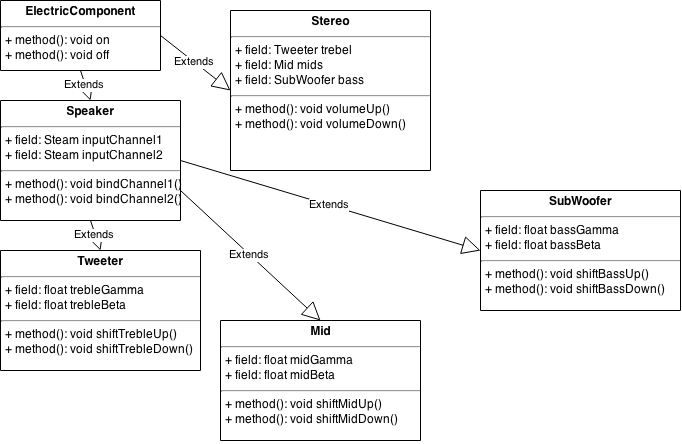 ElectricComponent
+ method(): void on
+ method(): void off
Extends
Stereo
+ field: Tweeter trebel
+ field: Mid mids
+ field: SubWoofer bass
+ method(): void volumeUp()
+ method(): void volumeDown()
Extends
Speaker
+ field: Steam inputChannel1
+ field: Steam inputChannel2
+ method(): void bindChannel1()
+ method(): void bindChannel2()
Extends
SubWoofer
+ field: float bassGamma
+ field: float bassBeta
+ method(): void shiftBassUp()
+ method(): void shiftBassDown()
Extends
Tweeter
+ field: float trebleGamma
+ field: float trebleBeta
+ method(): void shiftTrebleUp()
+ method(): void shiftTrebleDown()
Extends
Mid
+ field: float midGamma
+ field: float midBeta
+ method(): void shiftMidUp()
+ method(): void shiftMidDown()